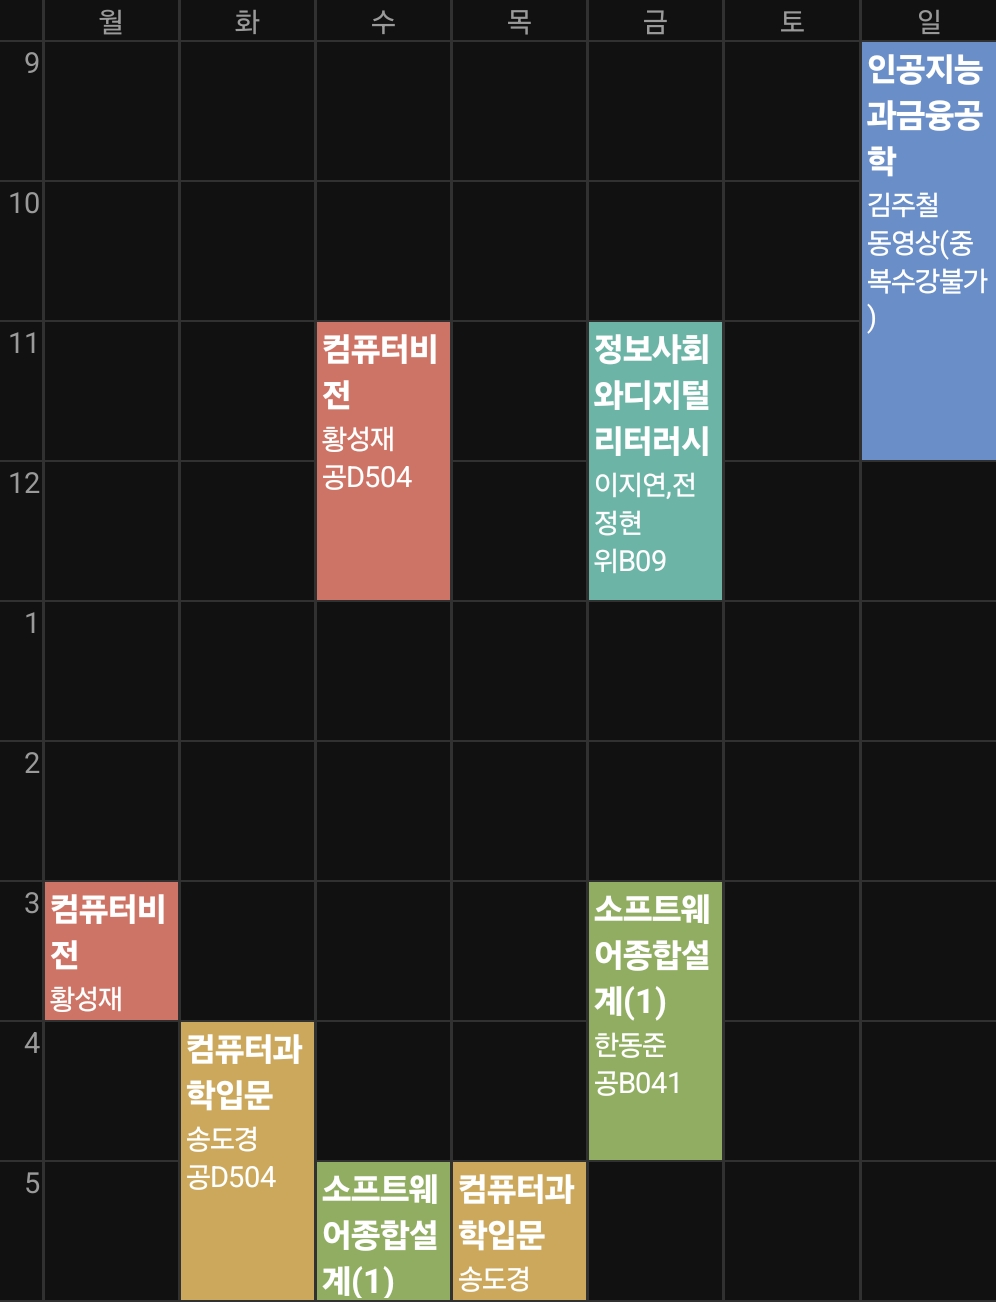 월 화 수 목 금 토 일
9
10
11
12
1
2
3
4
5
컴퓨터비
전
황성재
컴퓨터과
학입문
송도경
공D504
컴퓨터비
전
황성재
공D504
소프트웨
어종합설
계(1)
컴퓨터과
학입문
송도경
정보사회
와디지털
리터러시
이지연,전
정현
위B09
소프트웨
어종합설
계(1)
한동준
공B041
인공지능
과금융공
학
김주철
동영상(중
복수강불가
)